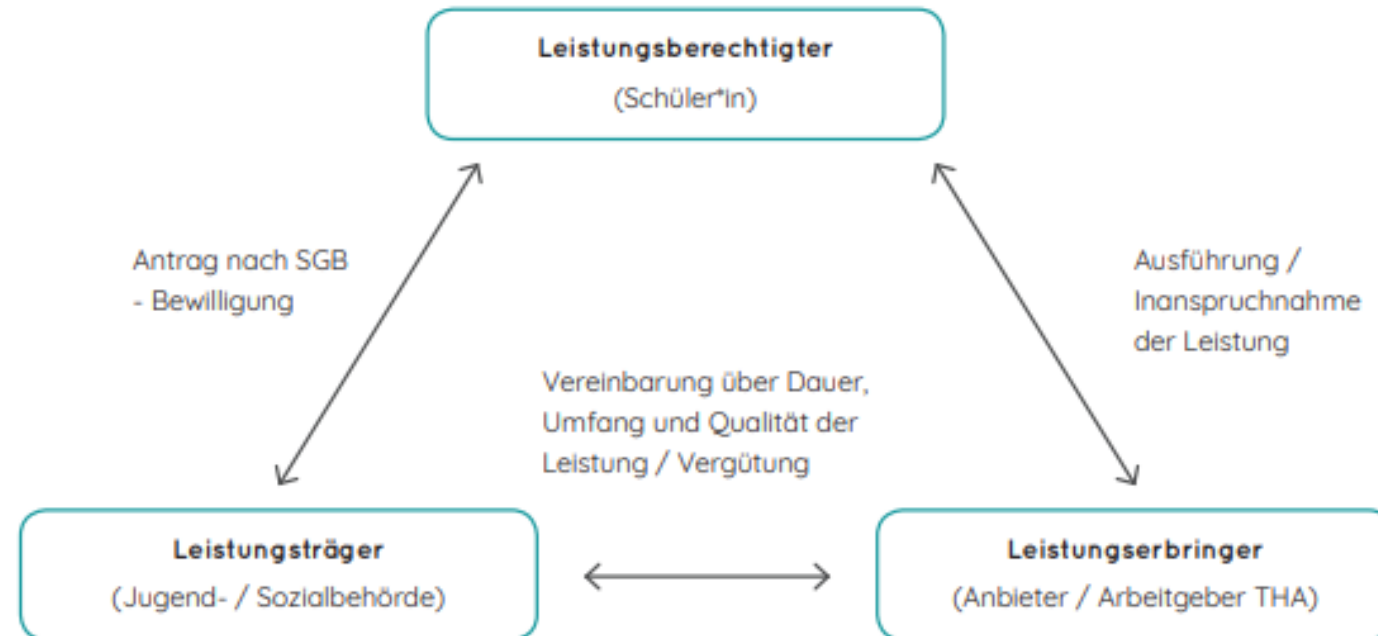 Leistungsberechtigter
(Schüler*in)
Antrag nach SGB
- Bewilligung
Ausführung /
Inanspruchnahme
der Leistung
Vereinbarung über Dauer,
Umfang und Qualität der
Leistung / Vergütung
Leistungsträger
(Jugend- / Sozialbehörde)
Leistungserbringer
(Anbieter / Arbeitgeber THA)